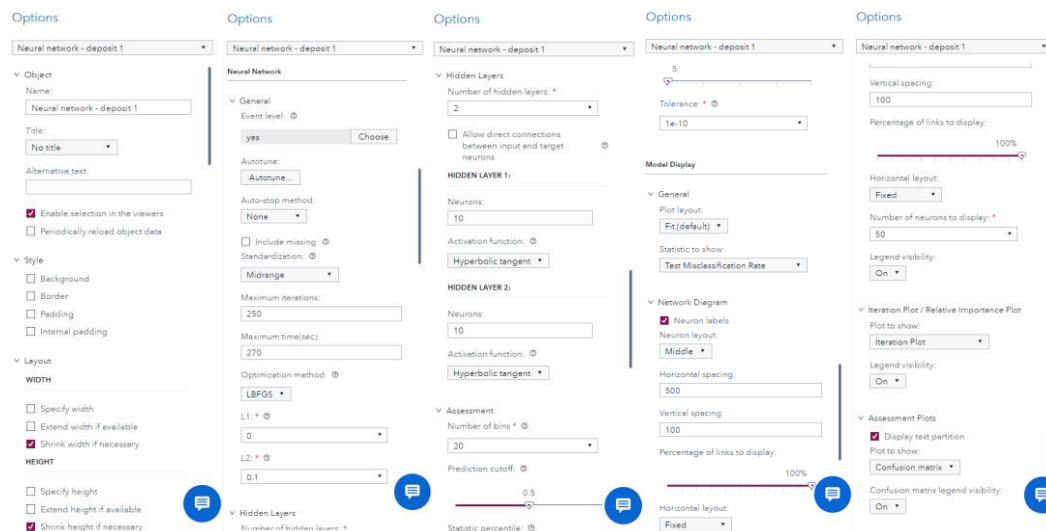 Options
Neural network - deposit 1
Object
Name:
Neural network - deposit 1
Title:
No title
Alternative text:
Enable selection in the viewers
Periodically reload object data
Style
Background
Border
Padding
Internal padding
Layout
WIDTH
Specify width
Extend width if available
Shrink width if necessary
HEIGHT
Specify height
Extend height if available
Shrink height if necessary
Options
Neural network - deposit 1
Neural Network
General
Event level:
yes
Choose
Autotune:
Autotune...
Auto-stop method:
None
Include missing
Standardization:
Midrange
Maximum iterations:
250
Maximum time(sec):
270
Optimization method:
LBFGS
L1: *
0
L2: *
0.1
Hidden Layers
Number of hidden layers: *
Options
Neural network - deposit 1
Hidden Layers
Number of hidden layers: *
2
Allow direct connections
between input and target
neurons
HIDDEN LAYER 1:
Neurons:
10
Activation function:
Hyperbolic tangent
HIDDEN LAYER 2:
Neurons:
10
Activation function:
Hyperbolic tangent
Assessment
Number of bins *
20
Prediction cutoff:
0.5
Statistic percentile:
Options
Neural network - deposit 1
5
Tolerance: *
1e-10
Model Display
General
Plot layout:
Fit (default)
Statistic to show:
Test Misclassification Rate
Network Diagram
Neuron labels
Neuron layout:
Middle
Horizontal spacing:
500
Vertical spacing:
100
Percentage of links to display:
100%
Horizontal layout:
Fixed
Options
Neural network - deposit 1
Vertical spacing:
100
Percentage of links to display:
100%
Horizontal layout:
Fixed
Number of neurons to display: *
50
Legend visibility:
On
Iteration Plot / Relative Importance Plot
Plot to show:
Iteration Plot
Legend visibility:
On
Assessment Plots
Display test partition
Plot to show:
Confusion matrix
Confusion matrix legend visibility:
On